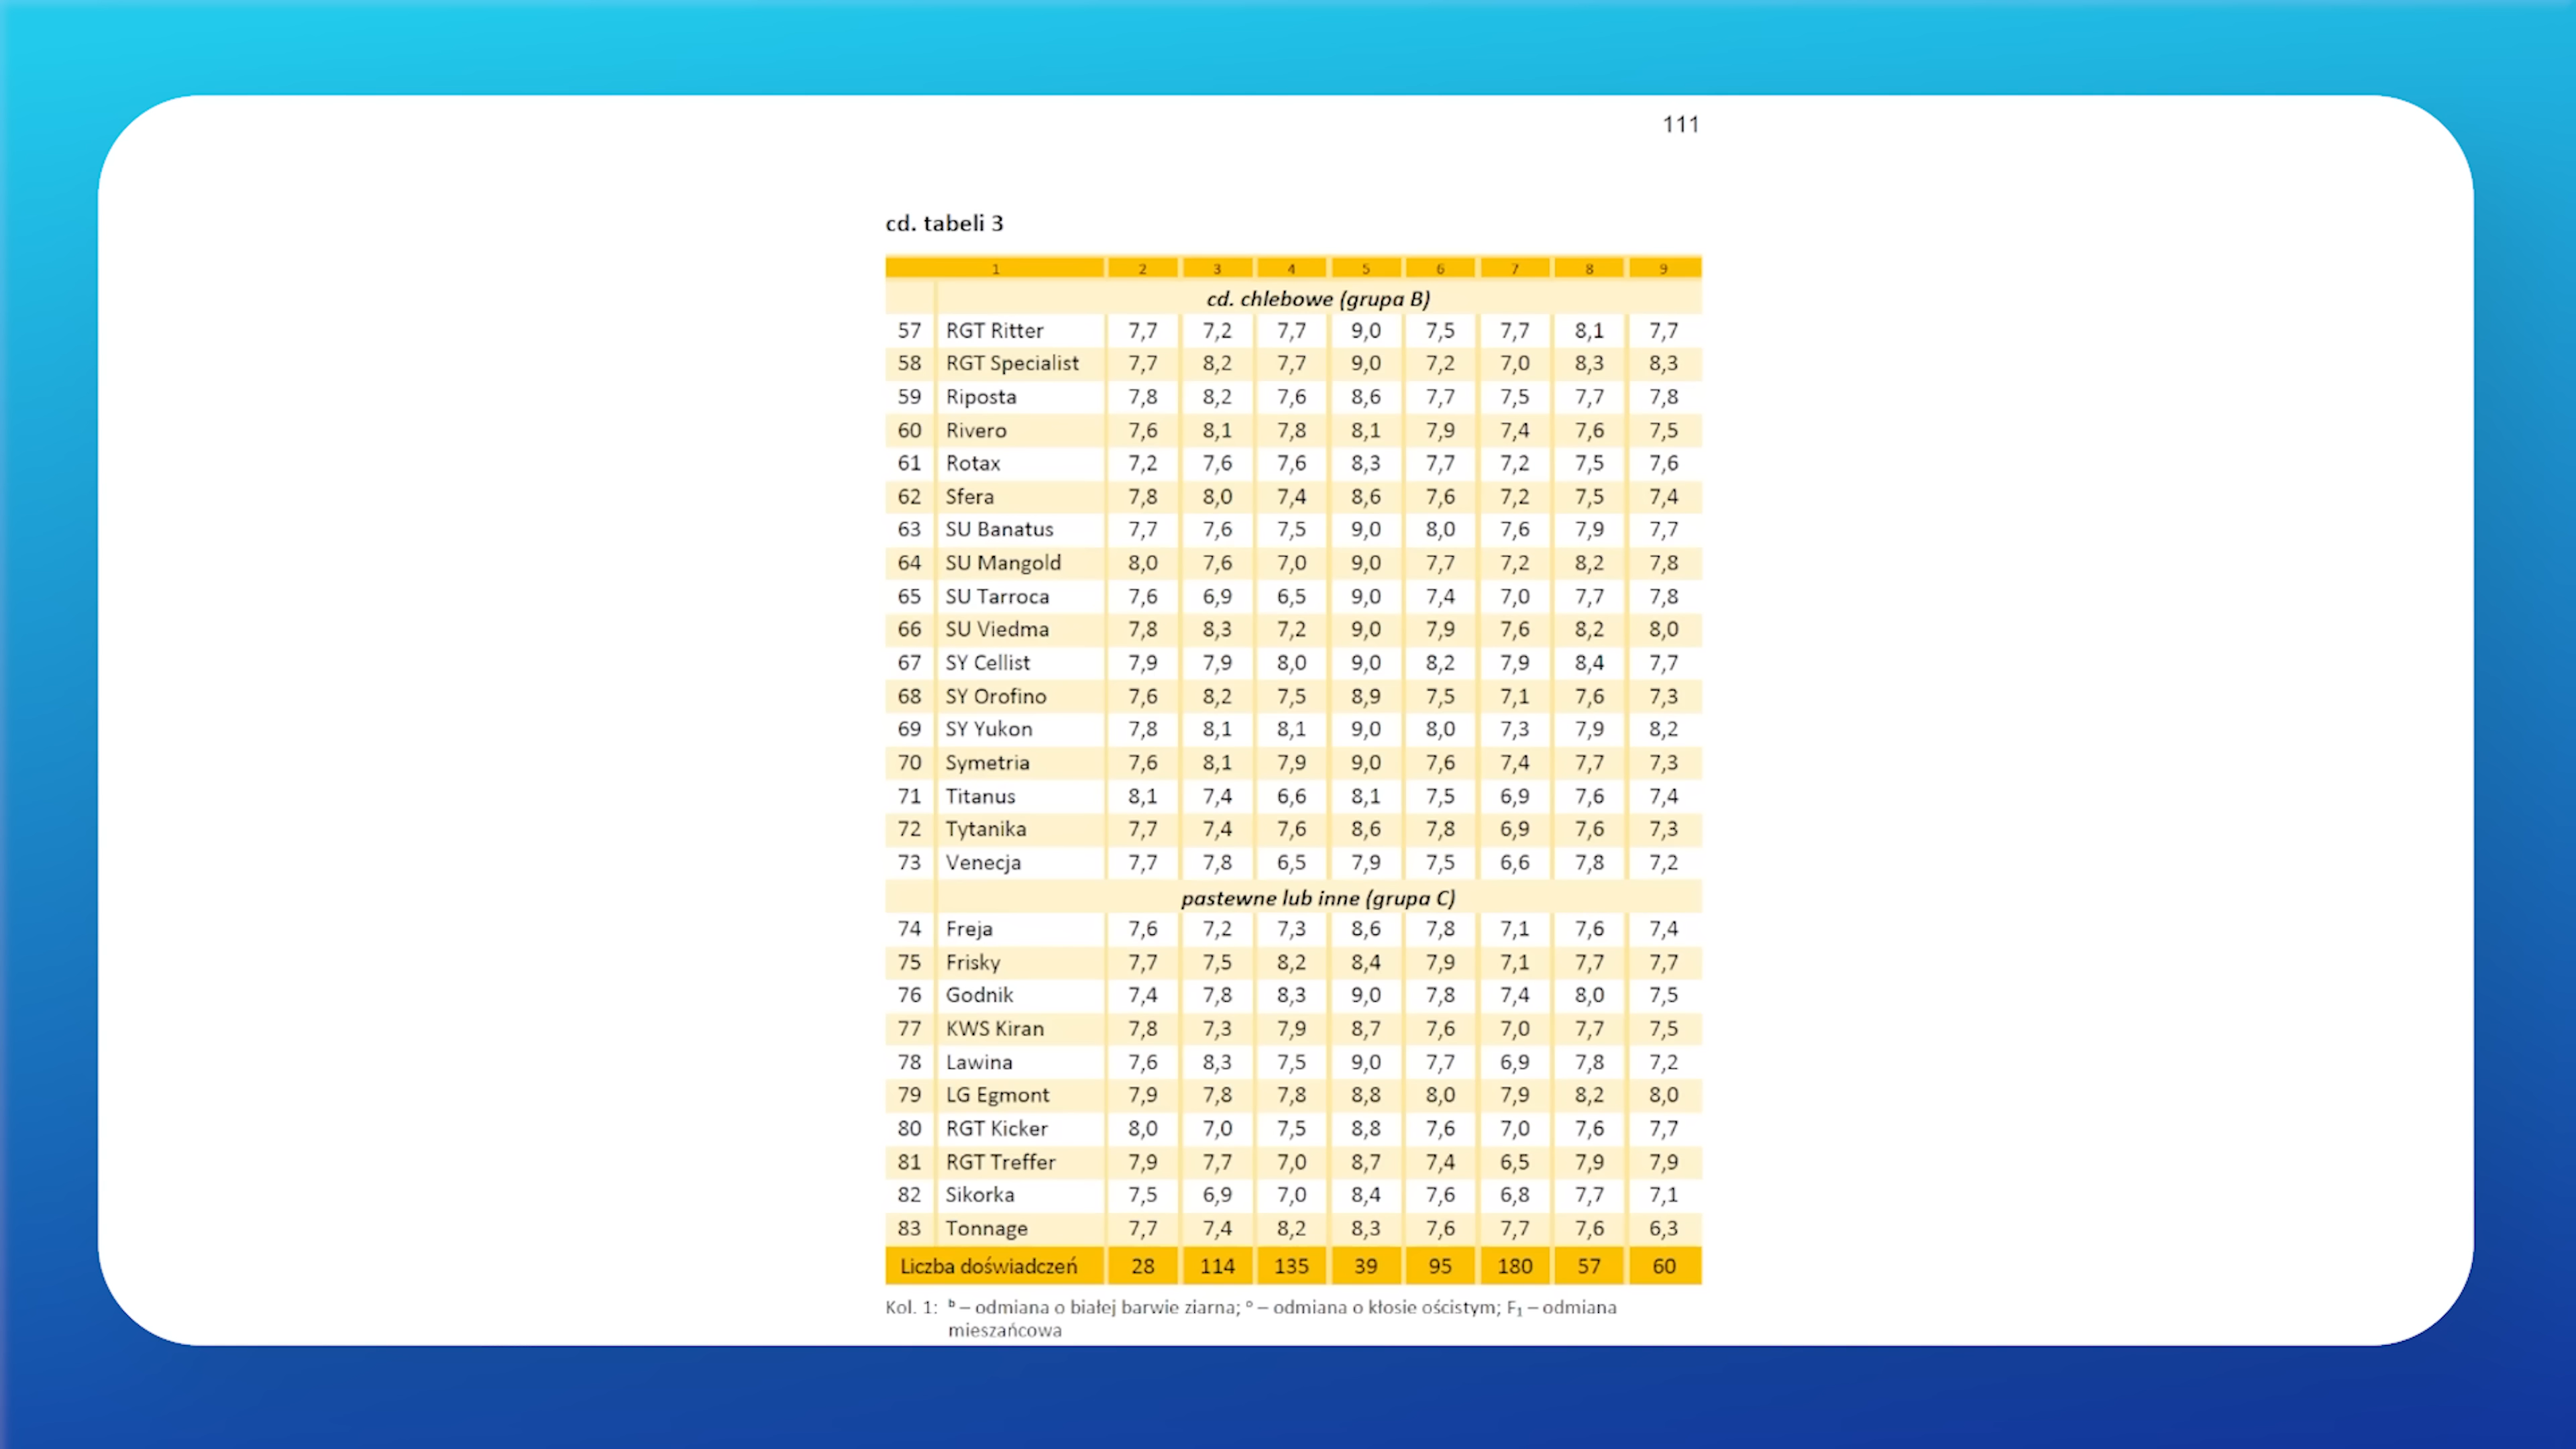 111
cd. tabeli 3
1 2 3 4 5 6 7 8 9
cd. chlebowe (grupa B)
57 RGT Ritter 7,7 7,2 7,7 9,0 7,5 7,7 8,1 7,7
58 RGT Specialist 7,7 8,2 7,7 9,0 7,2 7,0 8,3 8,3
59 Riposta 7,8 8,2 7,6 8,6 7,7 7,5 7,7 7,8
60 Rivero 7,6 8,1 7,8 8,1 7,9 7,4 7,6 7,5
61 Rotax 7,2 7,6 7,6 8,3 7,7 7,2 7,5 7,6
62 Sfera 7,8 8,0 7,4 8,6 7,6 7,2 7,5 7,4
63 SU Banatus 7,7 7,6 7,5 9,0 8,0 7,6 7,9 7,7
64 SU Mangold 8,0 7,6 7,0 9,0 7,7 7,2 8,2 7,8
65 SU Tarroca 7,6 6,9 6,5 9,0 7,4 7,0 7,7 7,8
66 SU Viedma 7,8 8,3 7,2 9,0 7,9 7,6 8,2 8,0
67 SY Cellist 7,9 7,9 8,0 9,0 8,2 7,9 8,4 7,7
68 SY Orofino 7,6 8,2 7,5 8,9 7,5 7,1 7,6 7,3
69 SY Yukon 7,8 8,1 8,1 9,0 8,0 7,3 7,9 8,2
70 Symetria 7,6 8,1 7,9 9,0 7,6 7,4 7,7 7,3
71 Titanus 8,1 7,4 6,6 8,1 7,5 6,9 7,6 7,4
72 Tytanika 7,7 7,4 7,6 8,6 7,8 6,9 7,6 7,3
73 Venecja 7,7 7,8 6,5 7,9 7,5 6,6 7,8 7,2
pastewne lub inne (grupa C)
74 Freja 7,6 7,2 7,3 8,6 7,8 7,1 7,6 7,4
75 Frisky 7,7 7,5 8,2 8,4 7,9 7,1 7,7 7,7
76 Godnik 7,4 7,8 8,3 9,0 7,8 7,4 8,0 7,5
77 KWS Kiran 7,8 7,3 7,9 8,7 7,6 7,0 7,7 7,5
78 Lawina 7,6 8,3 7,5 9,0 7,7 6,9 7,8 7,2
79 LG Egmont 7,9 7,8 7,8 8,8 8,0 7,9 8,2 8,0
80 RGT Kicker 8,0 7,0 7,5 8,8 7,6 7,0 7,6 7,7
81 RGT Treffer 7,9 7,7 7,0 8,7 7,4 6,5 7,9 7,9
82 Sikorka 7,5 6,9 7,0 8,4 7,6 6,8 7,7 7,1
83 Tonnage 7,7 7,4 8,2 8,3 7,6 7,7 7,6 6,3
Liczba doświadczeń 28 114 135 39 95 180 57 60
Kol. 1: ᵇ – odmiana o białej barwie ziarna; ᵒ – odmiana o kłosie ościstym; F₁ – odmiana
mieszańcowa